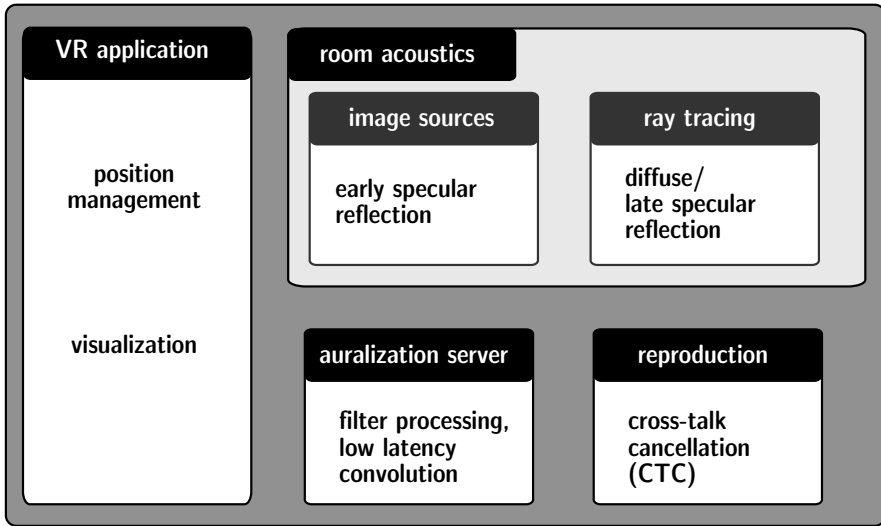 VR application
position
management
visualization
room acoustics
image sources
early specular
reflection
ray tracing
diffuse/
late specular
reflection
auralization server
filter processing,
low latency
convolution
reproduction
cross-talk
cancellation
(CTC)